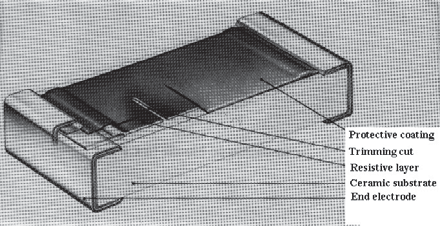 Protective coating
Trimming cut
Resistive layer
Ceramic substrate
End electrode